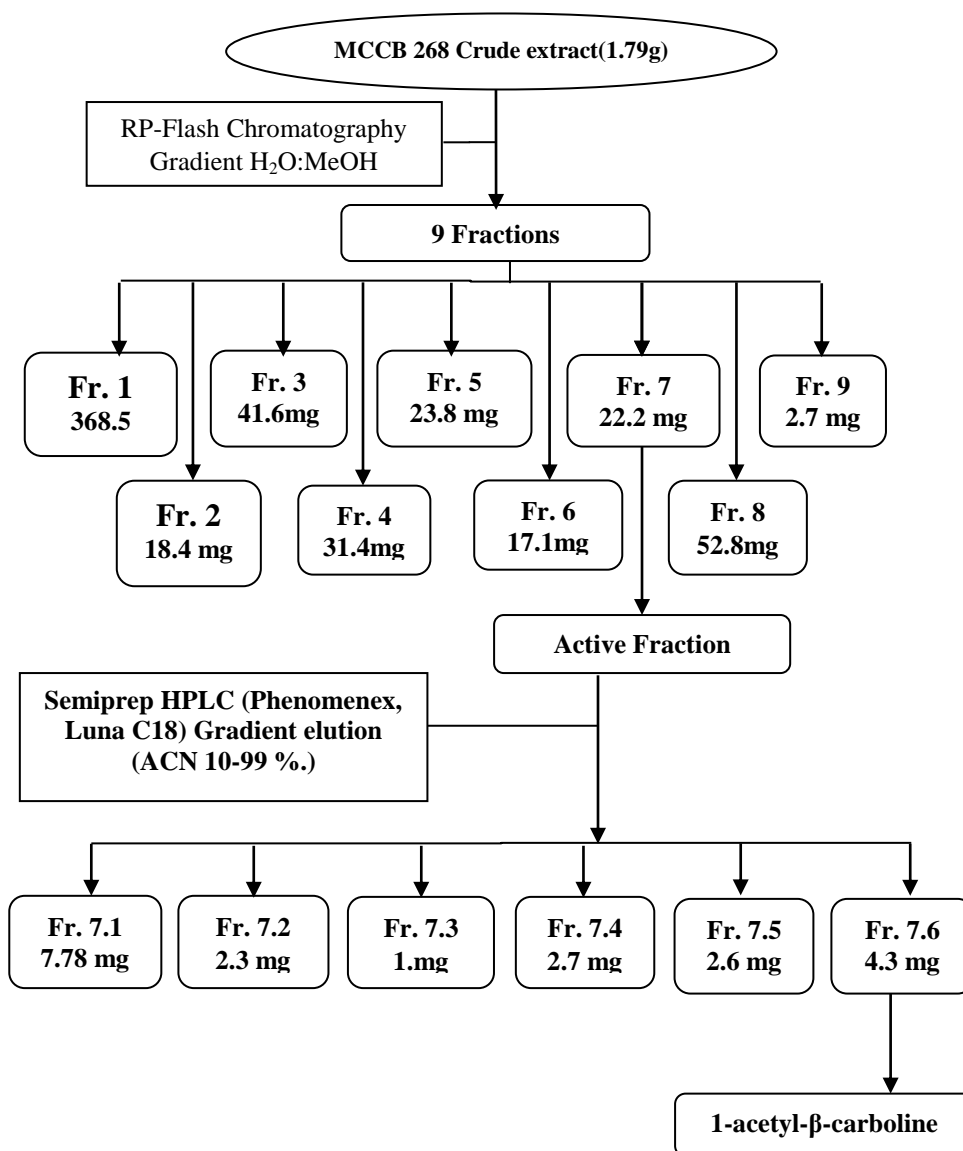 MCCB 268 Crude extract(1.79g)
RP-Flash Chromatography
Gradient H₂O:MeOH
9 Fractions
Fr. 1
368.5
Fr. 3
41.6mg
Fr. 5
23.8 mg
Fr. 7
22.2 mg
Fr. 9
2.7 mg
Fr. 2
18.4 mg
Fr. 4
31.4mg
Fr. 6
17.1mg
Fr. 8
52.8mg
Active Fraction
Semiprep HPLC (Phenomenex,
Luna C18) Gradient elution
(ACN 10-99 %.)
Fr. 7.1
7.78 mg
Fr. 7.2
2.3 mg
Fr. 7.3
1.mg
Fr. 7.4
2.7 mg
Fr. 7.5
2.6 mg
Fr. 7.6
4.3 mg
1-acetyl-β-carboline